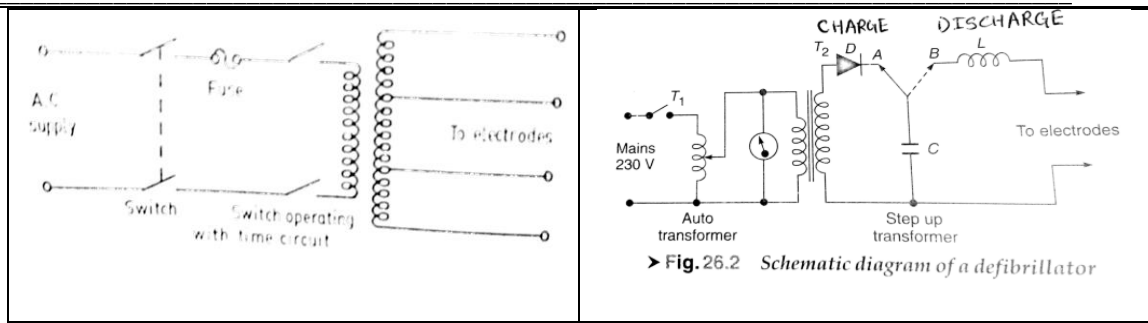 A.C
supply
Fuse
Switch
Switch operating
with time circuit
To electrodes
CHARGE DISCHARGE
T2 D A B L
T1
Mains
230 V
C
To electrodes
Auto
transformer
Step up
transformer
➤ Fig. 26.2 Schematic diagram of a defibrillator